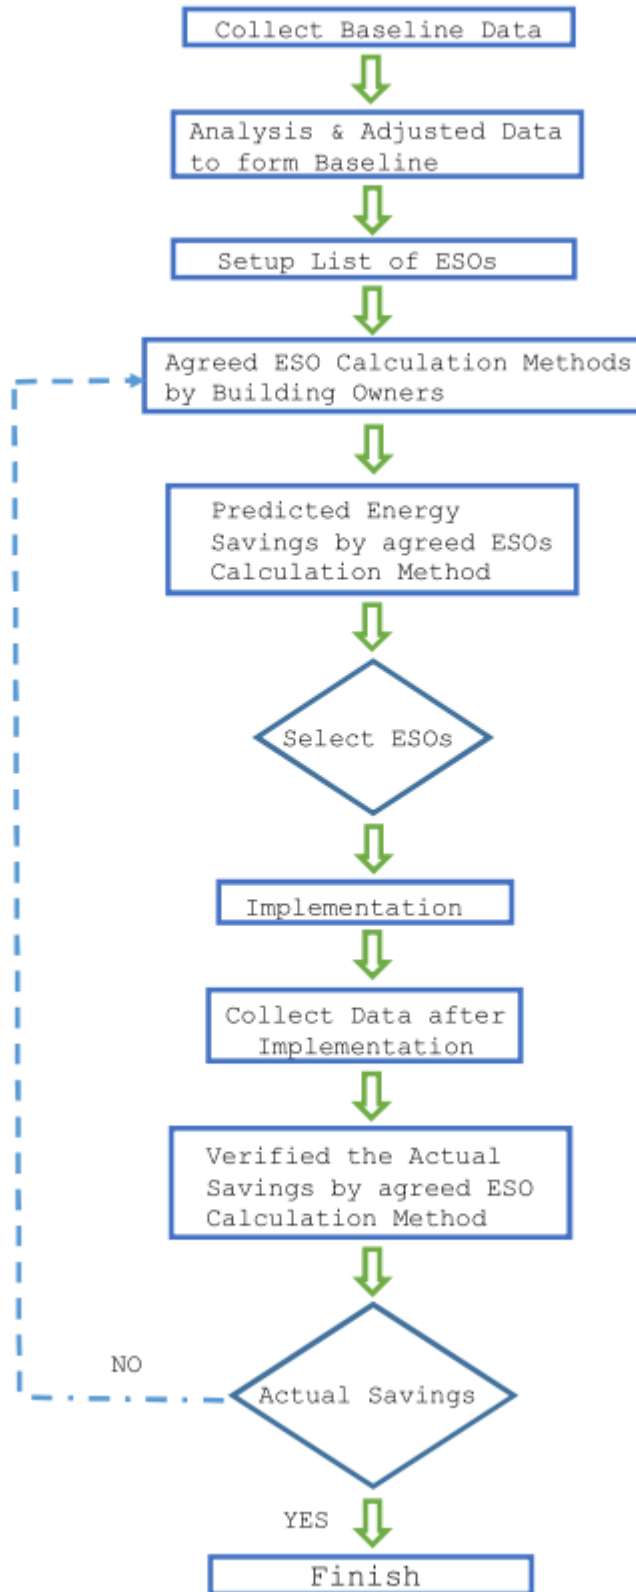 Collect Baseline Data
Analysis & Adjusted Data
to form Baseline
Setup List of ESOs
Agreed ESO Calculation Methods
by Building Owners
Predicted Energy
Savings by agreed ESOs
Calculation Method
Select ESOs
Implementation
Collect Data after
Implementation
Verified the Actual
Savings by agreed ESO
Calculation Method
NO
Actual Savings
YES
Finish